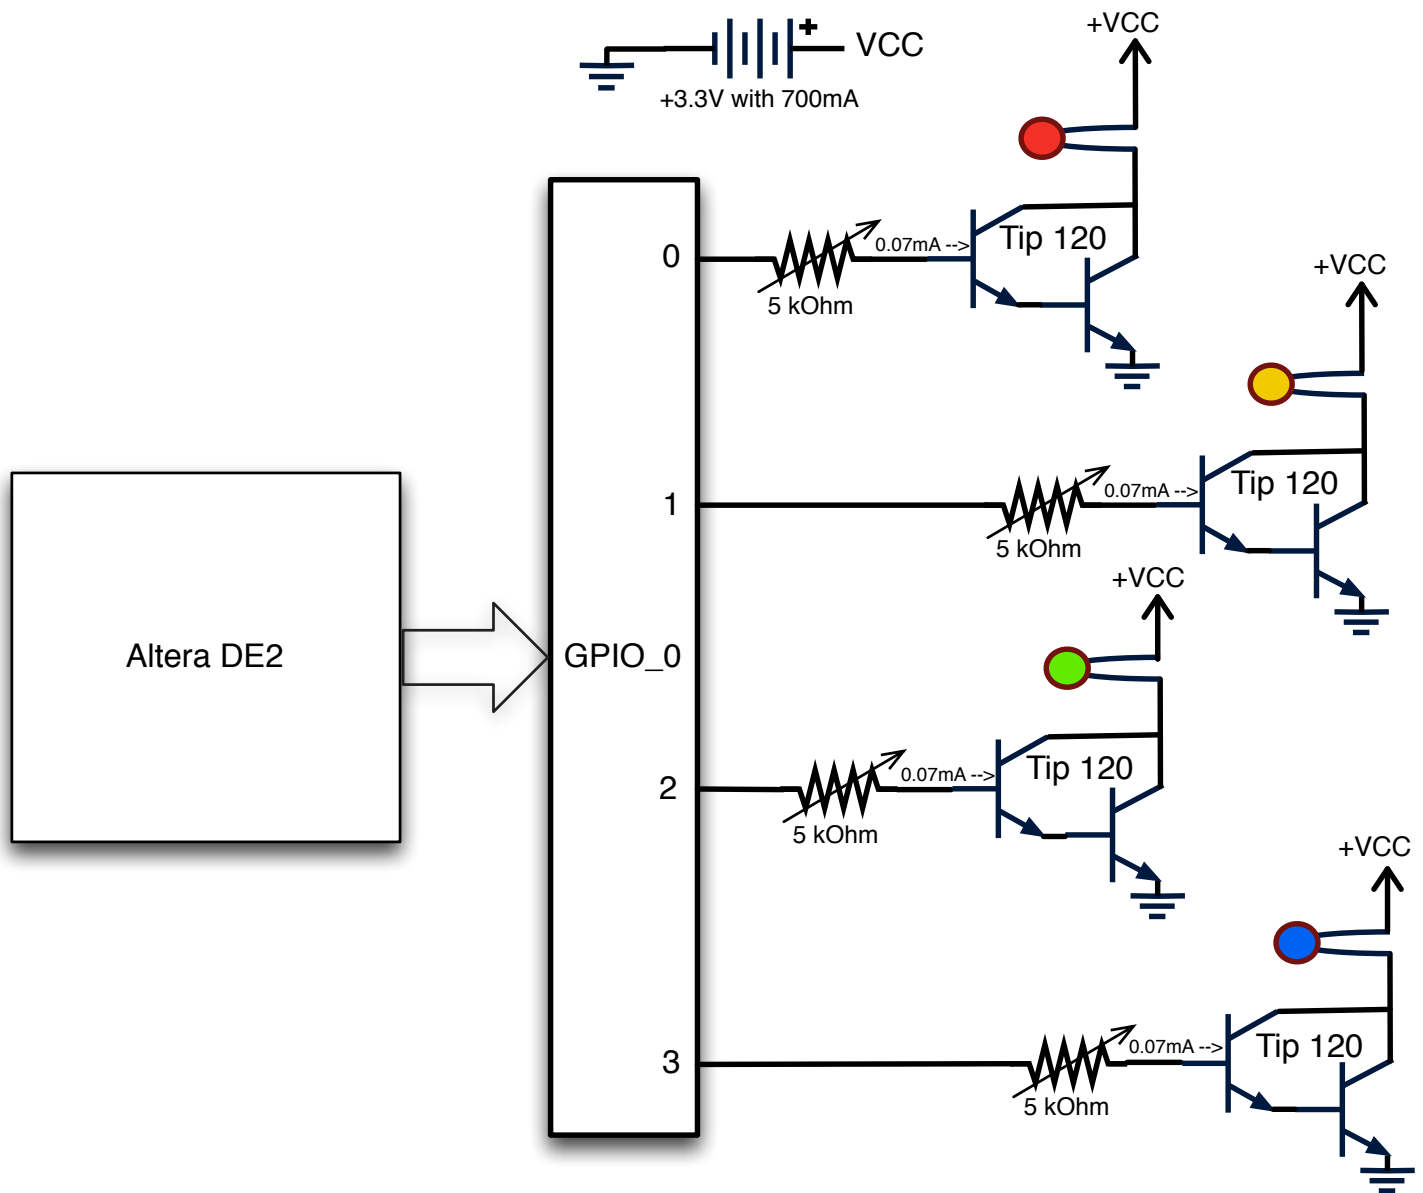 +VCC
VCC
+3.3V with 700mA
0
0.07mA -->
Tip 120
5 kOhm
+VCC
1
0.07mA -->
Tip 120
5 kOhm
+VCC
Altera DE2
GPIO_0
2
0.07mA -->
Tip 120
5 kOhm
+VCC
3
0.07mA -->
Tip 120
5 kOhm